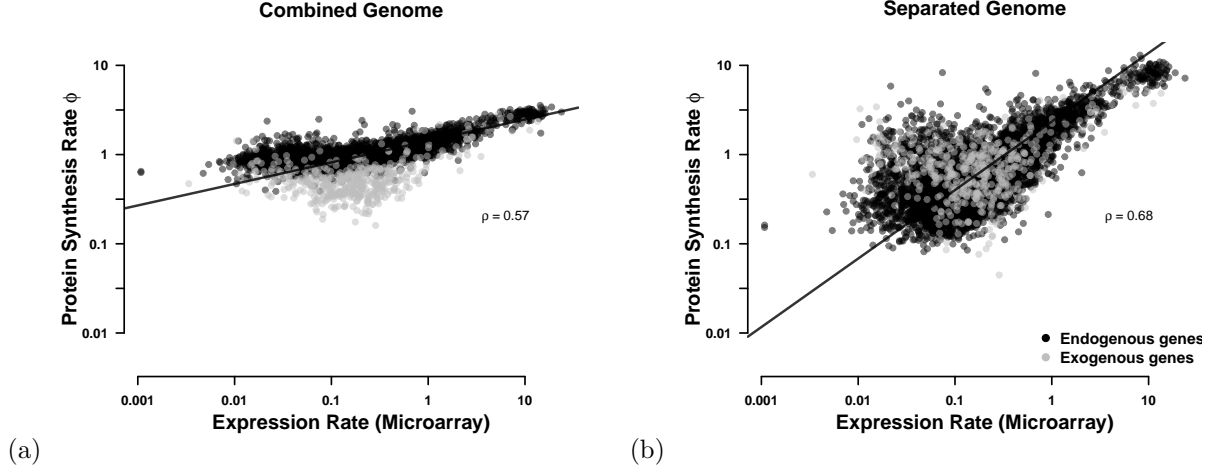 Combined Genome
Protein Synthesis Rate ϕ
10
1
0.1
0.01
ρ = 0.57
0.001
0.01
0.1
1
10
Expression Rate (Microarray)
(a)
Separated Genome
Protein Synthesis Rate ϕ
10
1
0.1
0.01
ρ = 0.68
Endogenous genes
Exogenous genes
0.001
0.01
0.1
1
10
Expression Rate (Microarray)
(b)